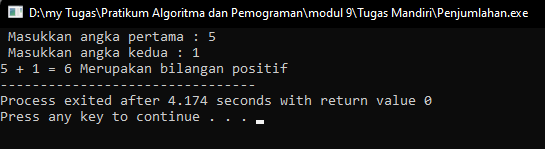 D:\my Tugas\Pratikum Algoritma dan Pemograman\modul 9\Tugas Mandiri\Penjumlahan.exe
Masukkan angka pertama : 5
Masukkan angka kedua : 1
5 + 1 = 6 Merupakan bilangan positif
--------------------------------
Process exited after 4.174 seconds with return value 0
Press any key to continue . . .